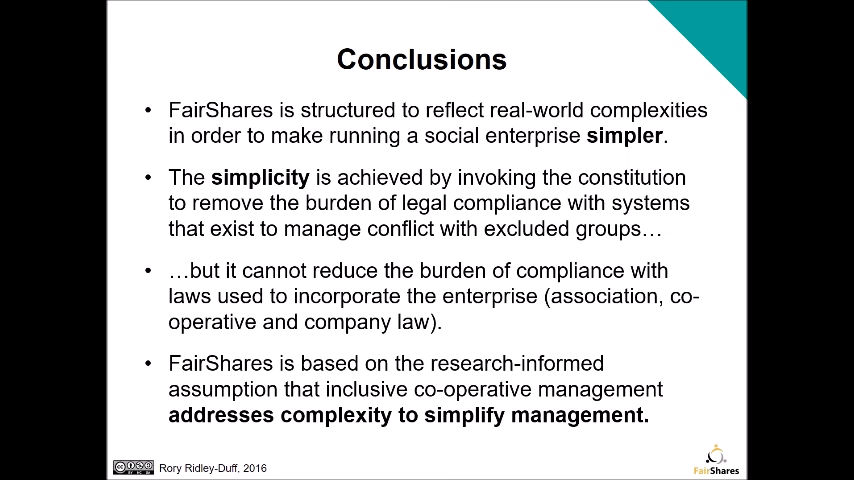 Conclusions
• FairShares is structured to reflect real-world complexities
in order to make running a social enterprise simpler.
• The simplicity is achieved by invoking the constitution
to remove the burden of legal compliance with systems
that exist to manage conflict with excluded groups…
• …but it cannot reduce the burden of compliance with
laws used to incorporate the enterprise (association, co-
operative and company law).
• FairShares is based on the research-informed
assumption that inclusive co-operative management
addresses complexity to simplify management.
Rory Ridley-Duff, 2016
FairShares